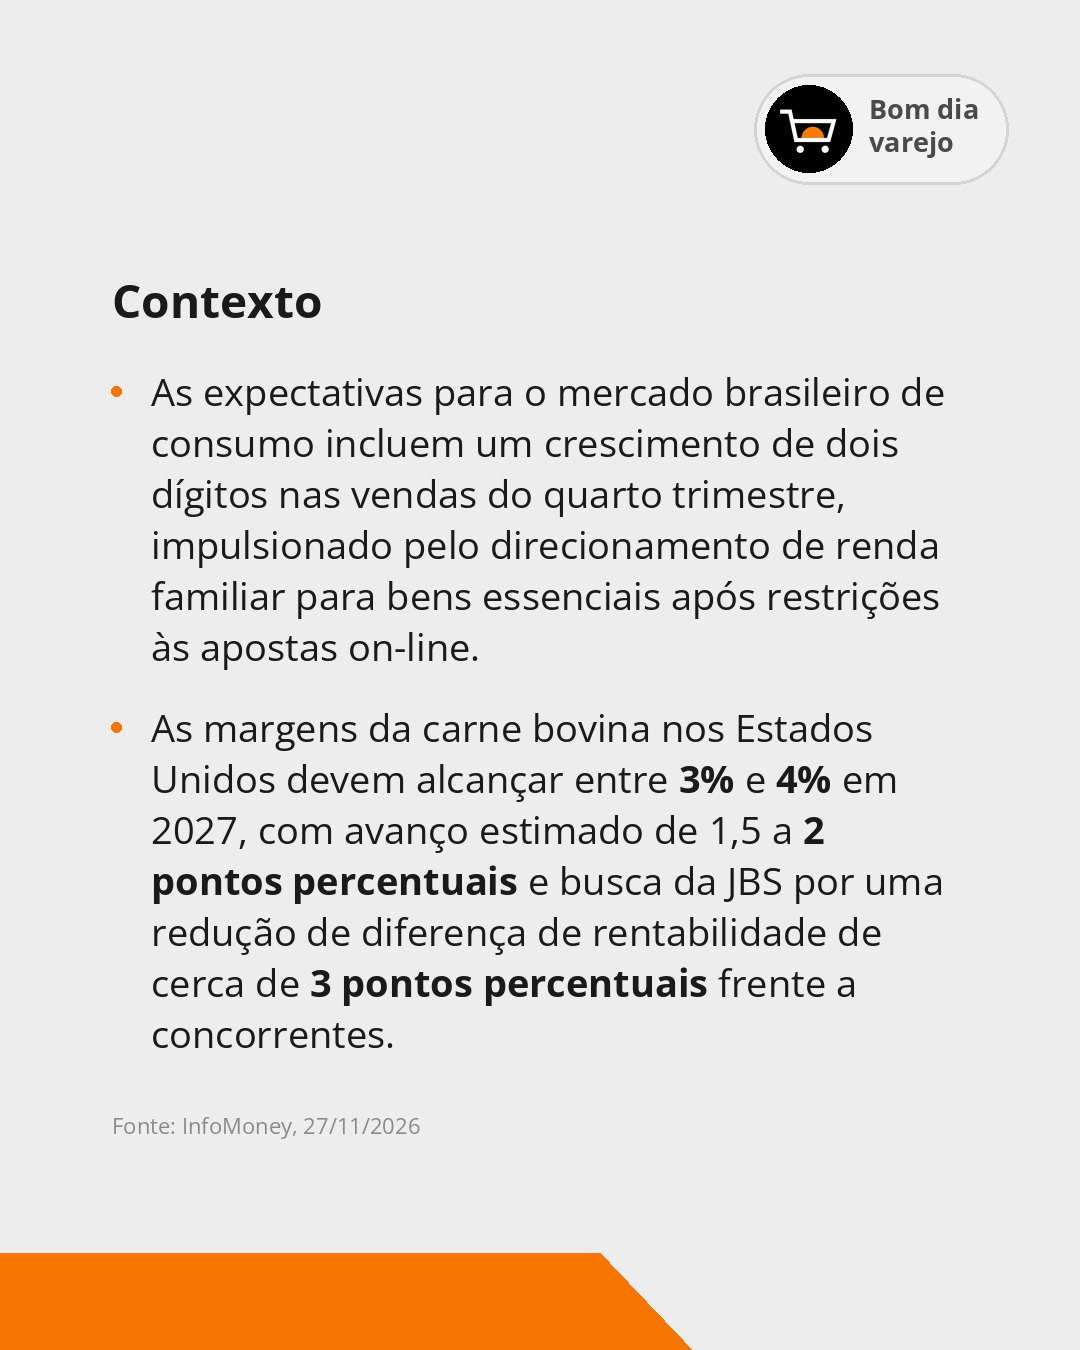 Bom dia
varejo
Contexto
• As expectativas para o mercado brasileiro de
consumo incluem um crescimento de dois
dígitos nas vendas do quarto trimestre,
impulsionado pelo direcionamento de renda
familiar para bens essenciais após restrições
às apostas on-line.
• As margens da carne bovina nos Estados
Unidos devem alcançar entre 3% e 4% em
2027, com avanço estimado de 1,5 a 2
pontos percentuais e busca da JBS por uma
redução de diferença de rentabilidade de
cerca de 3 pontos percentuais frente a
concorrentes.
Fonte: InfoMoney, 27/11/2026